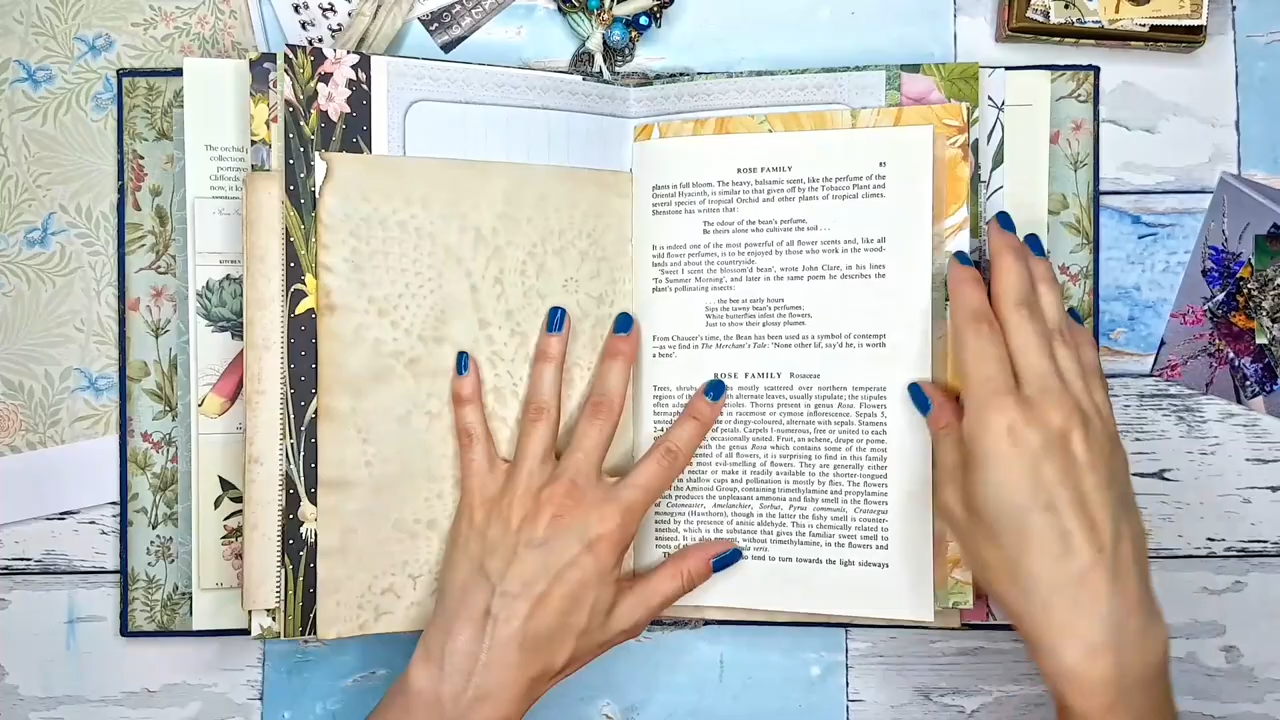 The orchid
collection.
portraye
Cliffords
now, it lo
KITCHEN
ROSE FAMILY 85
plants in full bloom. The heavy, balsamic scent, like the perfume of the
Oriental Hyacinth, is similar to that given off by the Tobacco Plant and
several species of tropical Orchid and other plants of tropical climes.
Shenstone has written that:
The odour of the bean's perfume,
Be theirs alone who cultivate the soil . . .
It is indeed one of the most powerful of all flower scents and, like all
wild flower perfumes, is to be enjoyed by those who work in the wood-
lands and about the countryside.
'Sweet I scent the blossom'd bean', wrote John Clare, in his lines
'To Summer Morning', and later in the same poem he describes the
plant's pollinating insects:
. . . the bee at early hours
Sips the tawny bean's perfumes;
White butterflies infest the flowers,
Just to show their glossy plumes.
From Chaucer's time, the Bean has been used as a symbol of contempt
—as we find in The Merchant's Tale: 'None other lif, say'd he, is worth
a bene'.
ROSE FAMILY Rosaceae
Trees, shrubs mostly scattered over northern temperate
regions of th with alternate leaves, usually stipulate; the stipules
often adn petioles. Thorns present in genus Rosa. Flowers
hermaph in racemose or cymose inflorescence. Sepals 5,
united or dingy-coloured, alternate with sepals. Stamens
2-4 of petals. Carpels 1-numerous, free or united to each
occasionally united. Fruit, an achene, drupe or pome.
with the genus Rosa which contains some of the most
scented of all flowers, it is surprising to find in this family
most evil-smelling of flowers. They are generally either
nectar or make it readily available to the shorter-tongued
in shallow cups and pollination is mostly by flies. The flowers
of the Aminoid Group, containing trimethylamine and propylamine
which produces the unpleasant ammonia and fishy smell in the flowers
of Cotoneaster, Amelanchier, Sorbus, Pyrus communis, Crataegus
monogyna (Hawthorn), though in the latter the fishy smell is counter-
acted by the presence of anisic aldehyde. This is chemically related to
anethol, which is the substance that gives the familiar sweet smell to
aniseed. It is also present, without trimethylamine, in the flowers and
roots of veris.
tend to turn towards the light sideways